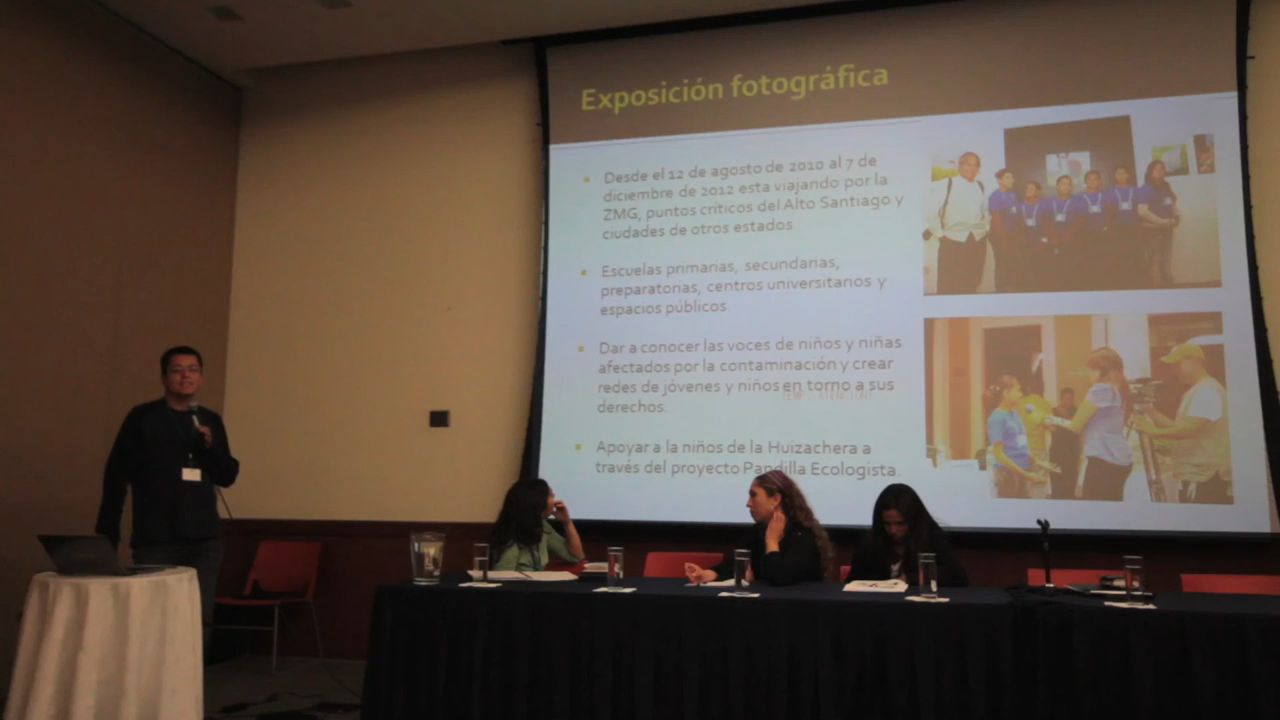 Exposición fotográfica
Desde el 12 de agosto de 2010 al 7 de
diciembre de 2012 esta viajando por la
ZMG, puntos críticos del Alto Santiago y
ciudades de otros estados.
Escuelas primarias, secundarias,
preparatorias, centros universitarios y
espacios públicos.
Dar a conocer las voces de niños y niñas
afectados por la contaminación y crear
redes de jóvenes y niños en torno a sus
derechos.
Apoyar a la niños de la Huizachera a
través del proyecto Pandilla Ecologista.